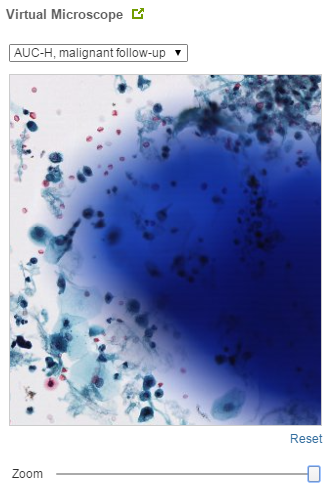 Virtual Microscope
AUC-H, malignant follow-up
Reset
Zoom